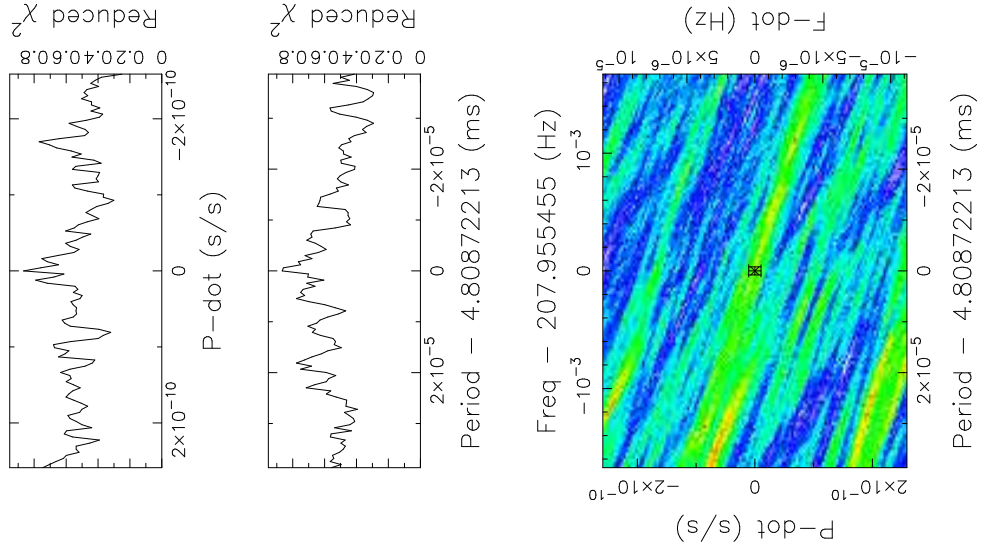 Reduced χ²
0 0.2 0.4 0.6 0.8
−2×10⁻¹⁰ 0 2×10⁻¹⁰
P−dot (s/s)
Reduced χ²
0 0.2 0.4 0.6 0.8
−2×10⁻⁵ 0 2×10⁻⁵
Period − 4.80872213 (ms)
Freq − 207.955455 (Hz)
−10⁻³ 0 10⁻³
F−dot (Hz)
−10⁻⁵ −5×10⁻⁶ 0 5×10⁻⁶ 10⁻⁵
2×10⁻¹⁰ 0 −2×10⁻¹⁰
P−dot (s/s)
2×10⁻⁵ 0 −2×10⁻⁵
Period − 4.80872213 (ms)